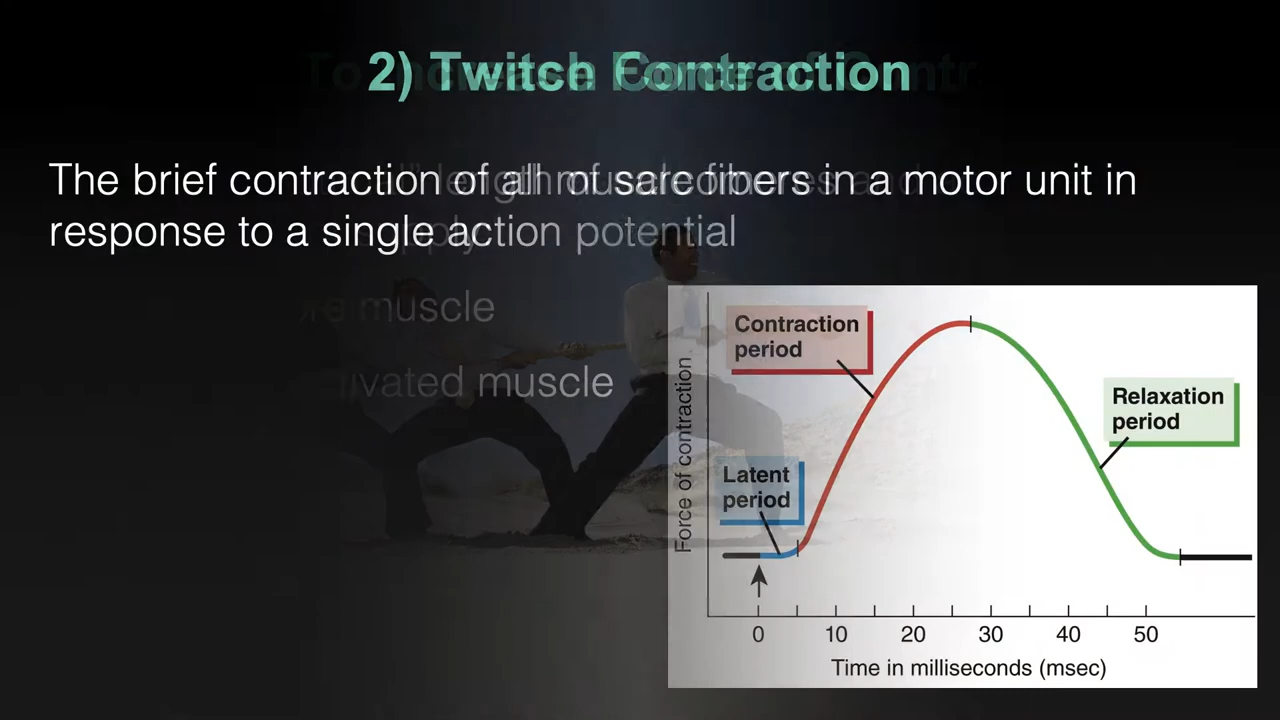 2) Twitch Contraction
The brief contraction of all muscle fibers in a motor unit in
response to a single action potential
muscle
muscle
Contraction
period
Relaxation
period
Latent
period
Force of contraction
0 10 20 30 40 50
Time in milliseconds (msec)